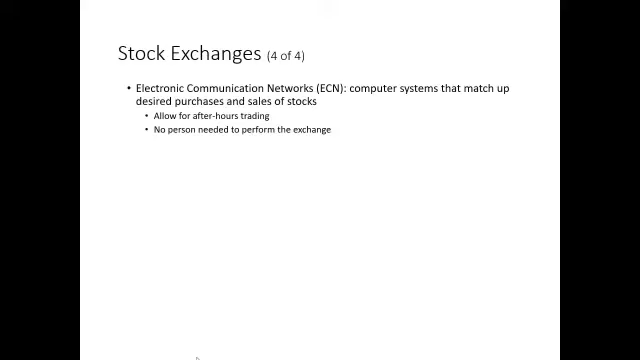 Stock Exchanges (4 of 4)
• Electronic Communication Networks (ECN): computer systems that match up
desired purchases and sales of stocks
• Allow for after-hours trading
• No person needed to perform the exchange